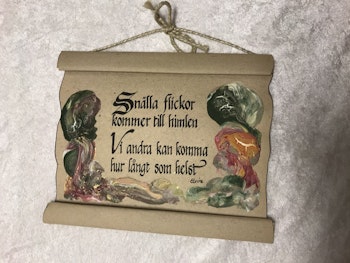 Snälla flickor
kommer till himlen
Vi andra kan komma
hur långt som helst